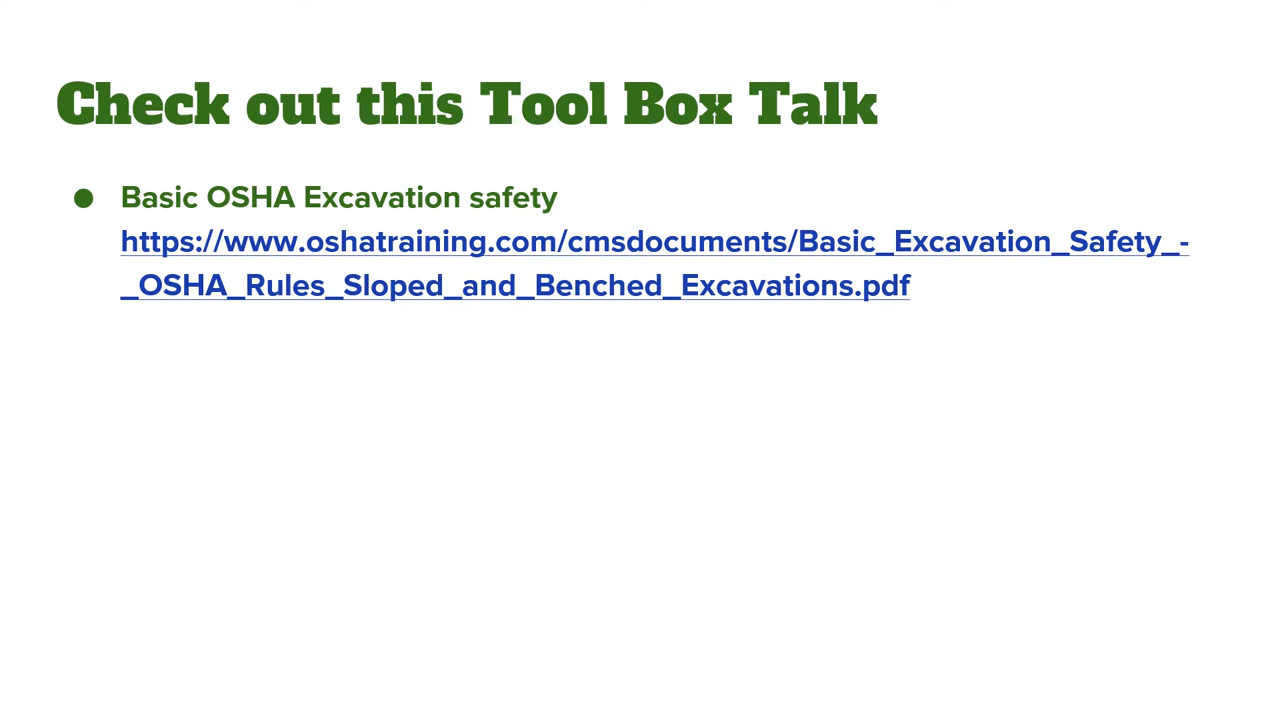 Check out this Tool Box Talk
● Basic OSHA Excavation safety
https://www.oshatraining.com/cmsdocuments/Basic_Excavation_Safety_-
_OSHA_Rules_Sloped_and_Benched_Excavations.pdf